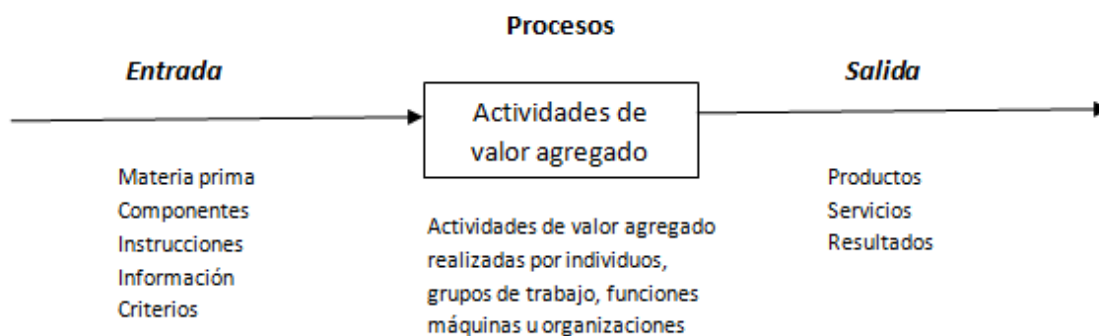 Procesos
Entrada
Salida
Actividades de
valor agregado
Materia prima
Componentes
Instrucciones
Información
Criterios
Actividades de valor agregado
realizadas por individuos,
grupos de trabajo, funciones
máquinas u organizaciones
Productos
Servicios
Resultados